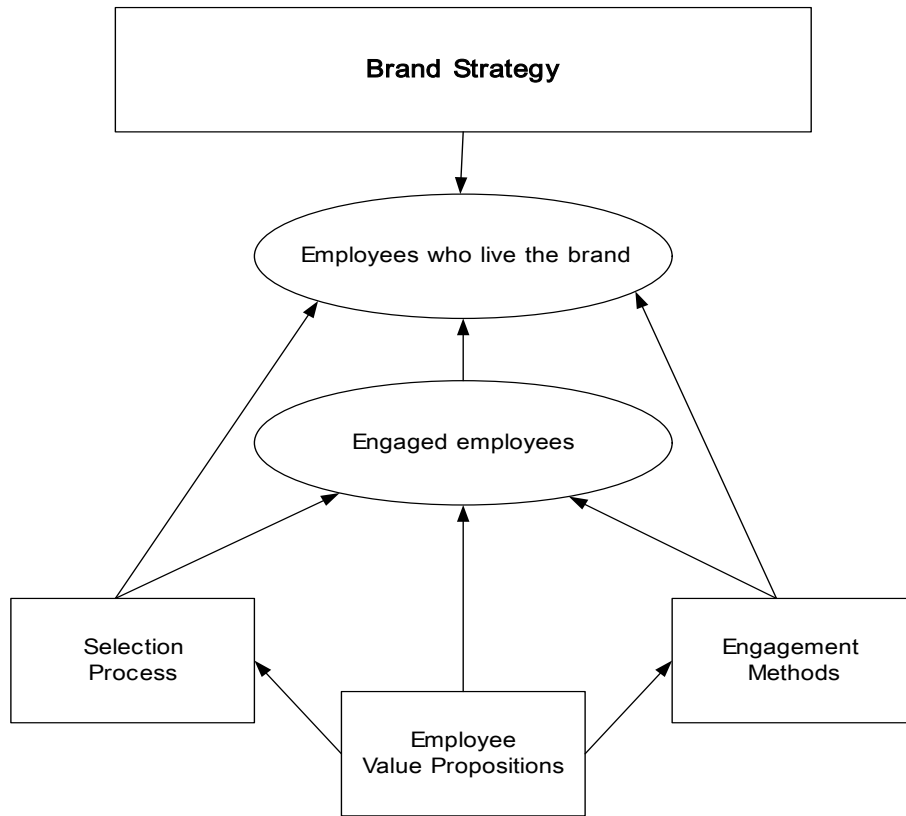 Brand Strategy
Employees who live the brand
Engaged employees
Selection
Process
Engagement
Methods
Employee
Value Propositions